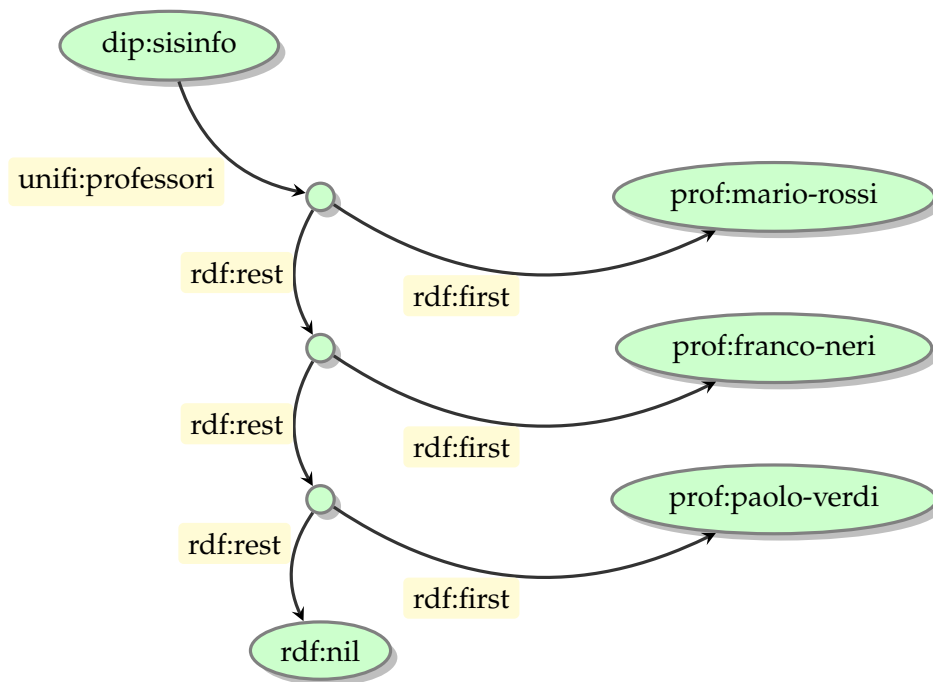 dip:sisinfo
unifi:professori
prof:mario-rossi
rdf:rest
rdf:first
prof:franco-neri
rdf:rest
rdf:first
prof:paolo-verdi
rdf:rest
rdf:first
rdf:nil